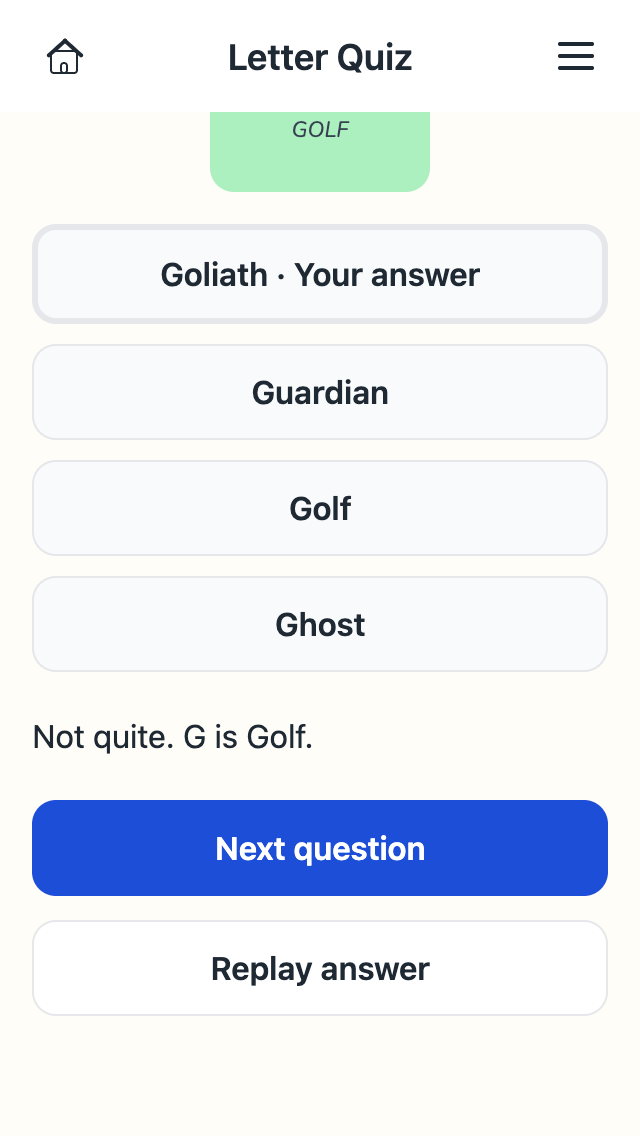 Letter Quiz
GOLF
Goliath · Your answer
Guardian
Golf
Ghost
Not quite. G is Golf.
Next question
Replay answer